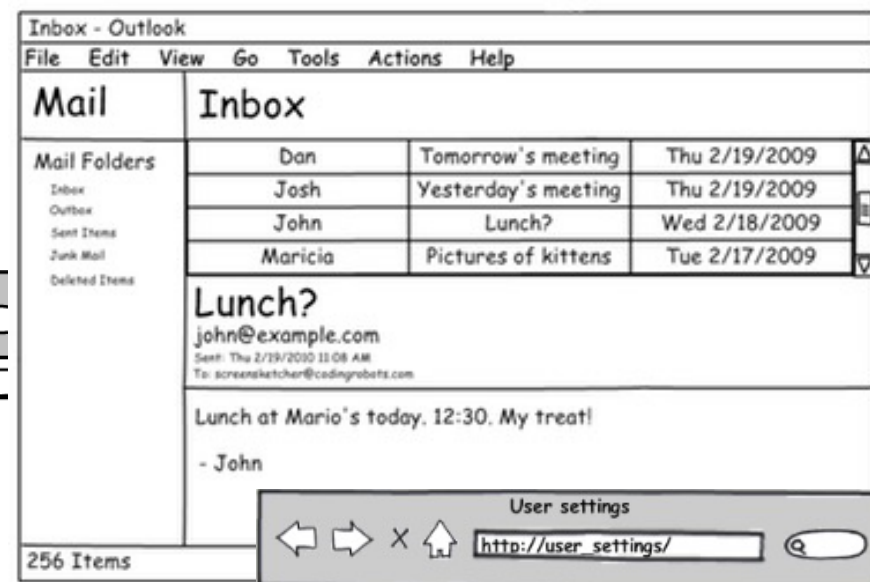 Inbox - Outlook
File Edit View Go Tools Actions Help
Mail
Inbox
Mail Folders
Inbox
Outbox
Sent Items
Junk Mail
Deleted Items
Dan Tomorrow's meeting Thu 2/19/2009
Josh Yesterday's meeting Thu 2/19/2009
John Lunch? Wed 2/18/2009
Maricia Pictures of kittens Tue 2/17/2009
Lunch?
john@example.com
Sent: Thu 2/19/2010 11:08 AM
To: screensketcher@codingrobots.com
Lunch at Mario's today. 12:30. My treat!
- John
256 Items
User settings
http://user_settings/